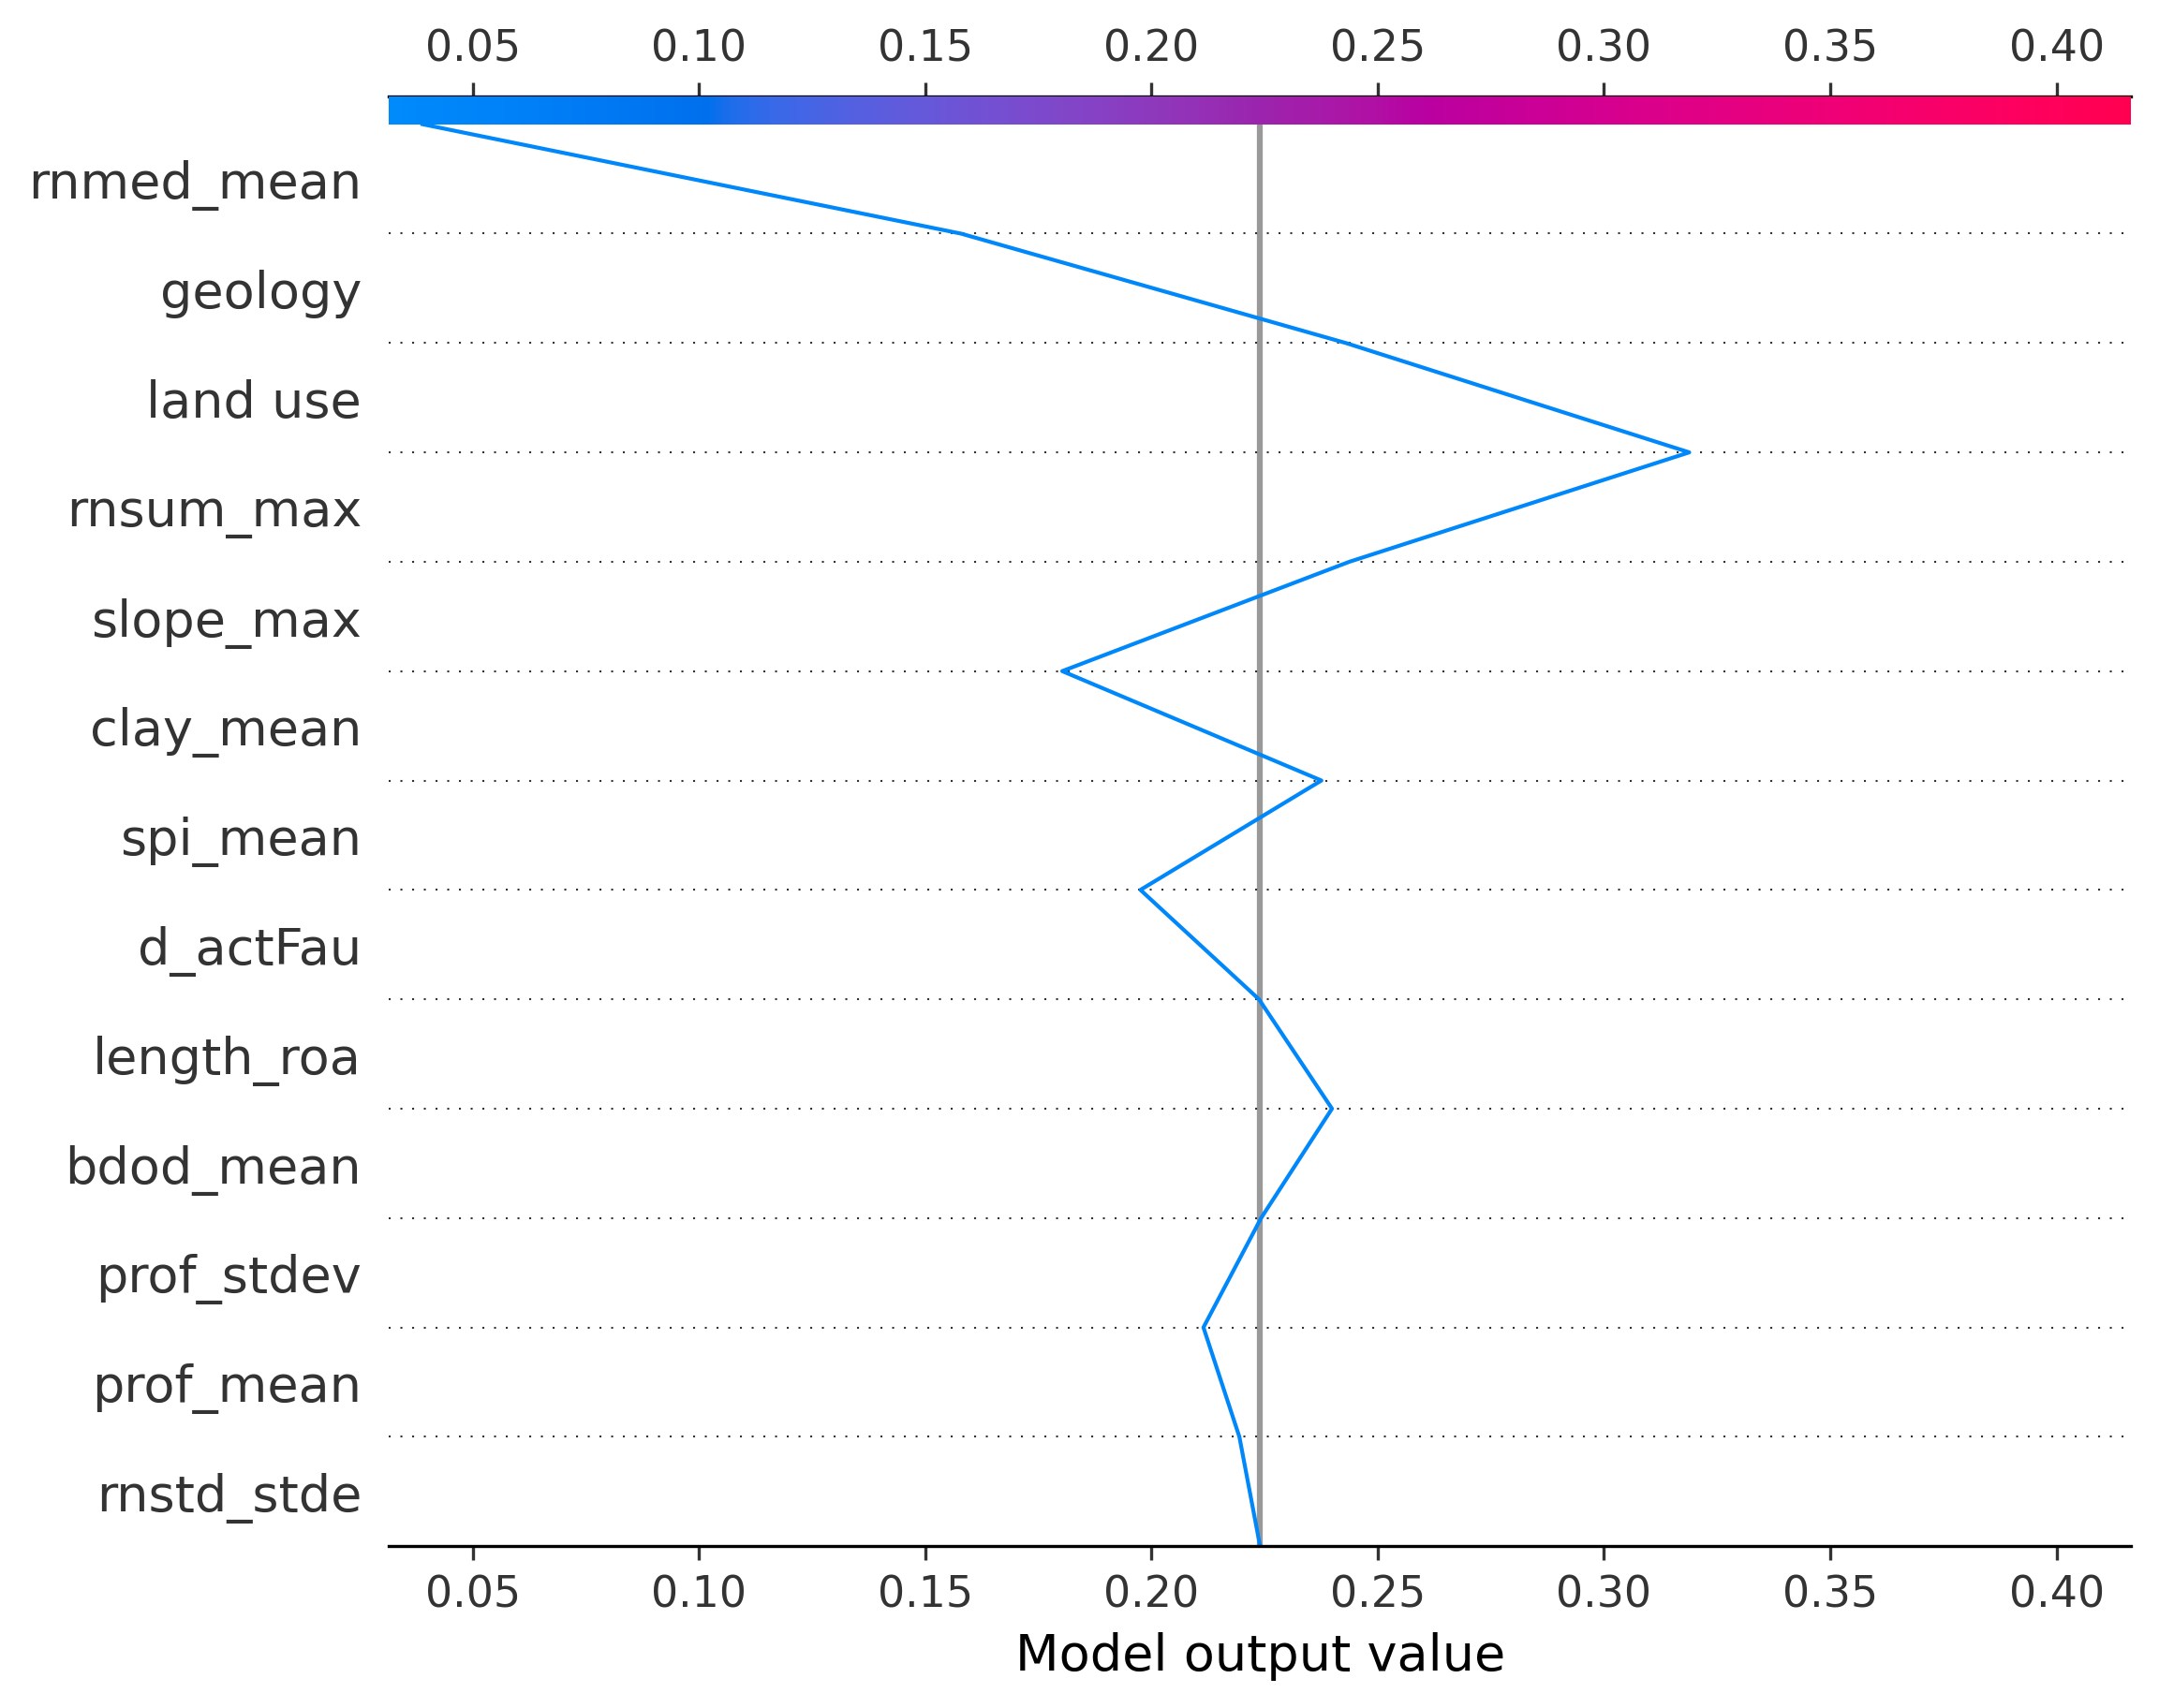 0.05 0.10 0.15 0.20 0.25 0.30 0.35 0.40
rnmed_mean
geology
land use
rnsum_max
slope_max
clay_mean
spi_mean
d_actFau
length_roa
bdod_mean
prof_stdev
prof_mean
rnstd_stde
0.05 0.10 0.15 0.20 0.25 0.30 0.35 0.40
Model output value